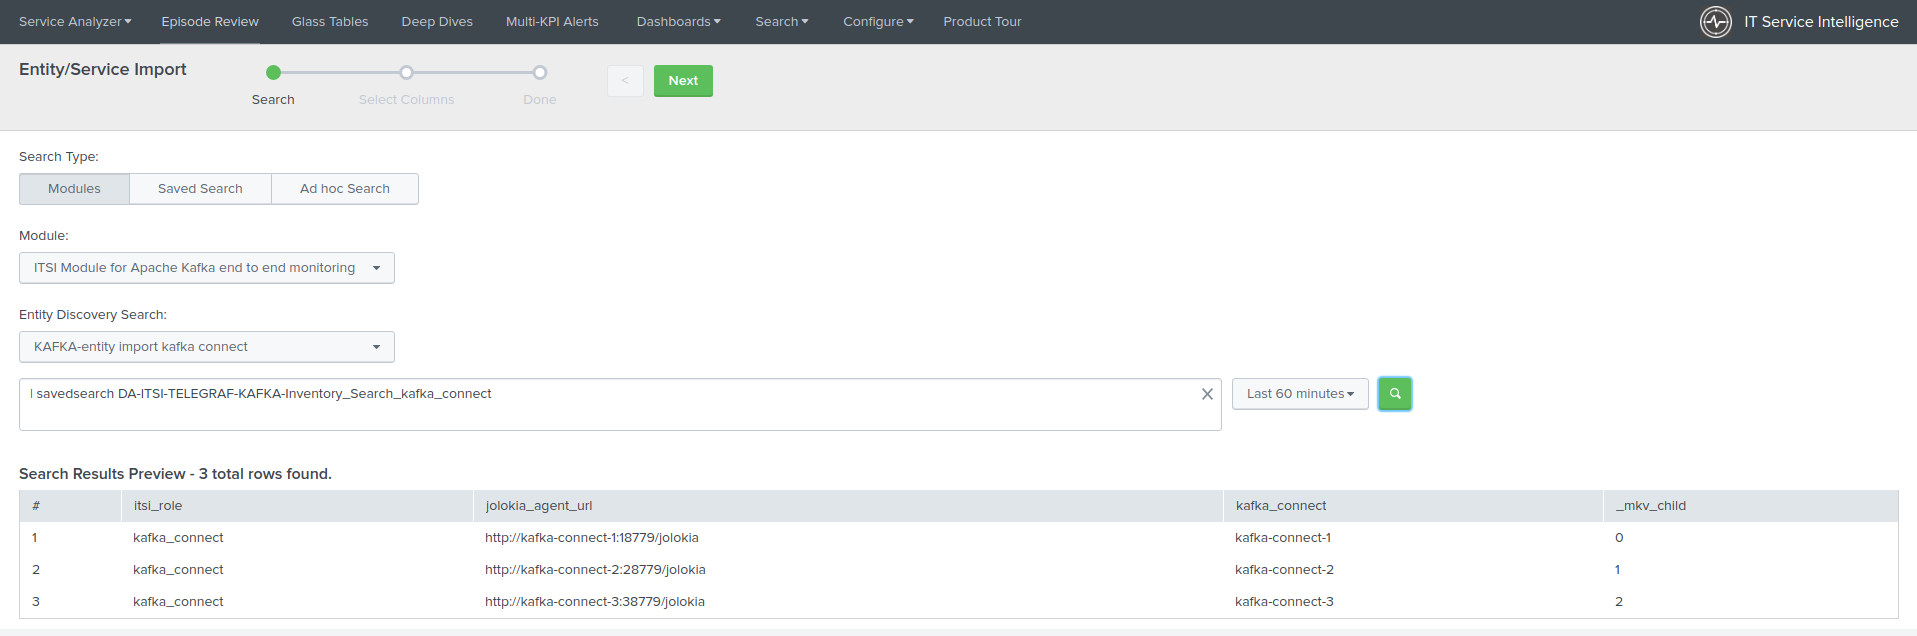 Service Analyzer Episode Review Glass Tables Deep Dives Multi-KPI Alerts Dashboards Search Configure Product Tour IT Service Intelligence
Entity/Service Import
< Next
Search Select Columns Done
Search Type:
Modules Saved Search Ad hoc Search
Module:
ITSI Module for Apache Kafka end to end monitoring
Entity Discovery Search:
KAFKA-entity import kafka connect
| savedsearch DA-ITSI-TELEGRAF-KAFKA-Inventory_Search_kafka_connect Last 60 minutes
Search Results Preview - 3 total rows found.
# itsi_role jolokia_agent_url kafka_connect _mkv_child
1 kafka_connect http://kafka-connect-1:18779/jolokia kafka-connect-1 0
2 kafka_connect http://kafka-connect-2:28779/jolokia kafka-connect-2 1
3 kafka_connect http://kafka-connect-3:38779/jolokia kafka-connect-3 2